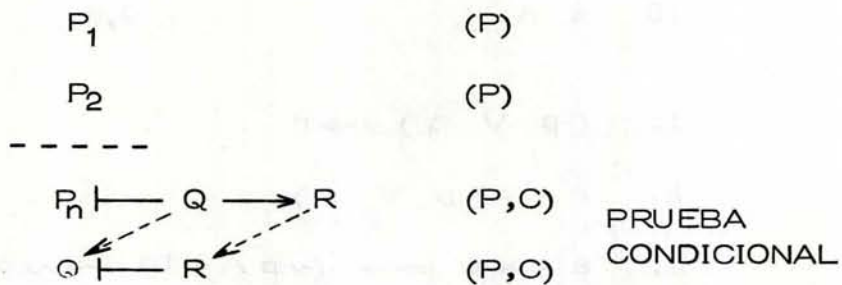 P₁ (P)
P₂ (P)
Pₙ ⊢ Q → R (P,C)
Q ⊢ R (P,C)
PRUEBA
CONDICIONAL